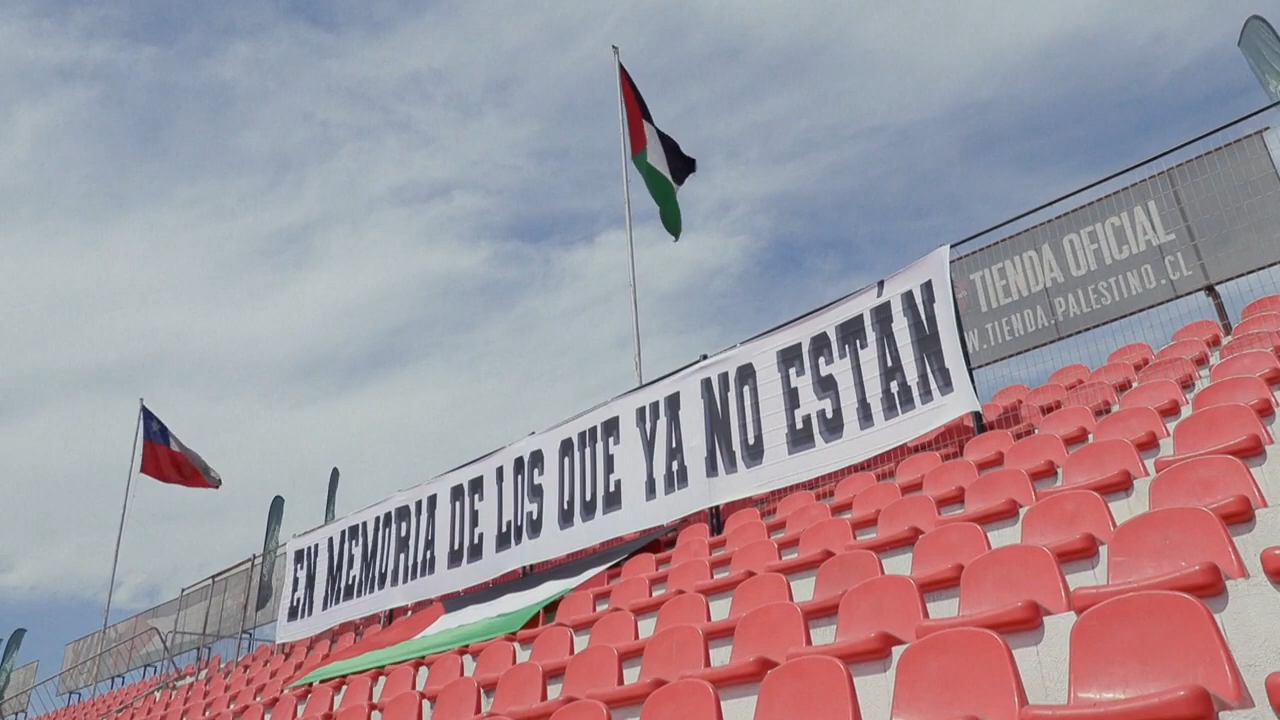 EN MEMORIA DE LOS QUE YA NO ESTÁN
TIENDA OFICIAL
W.TIENDA.PALESTINO.CL